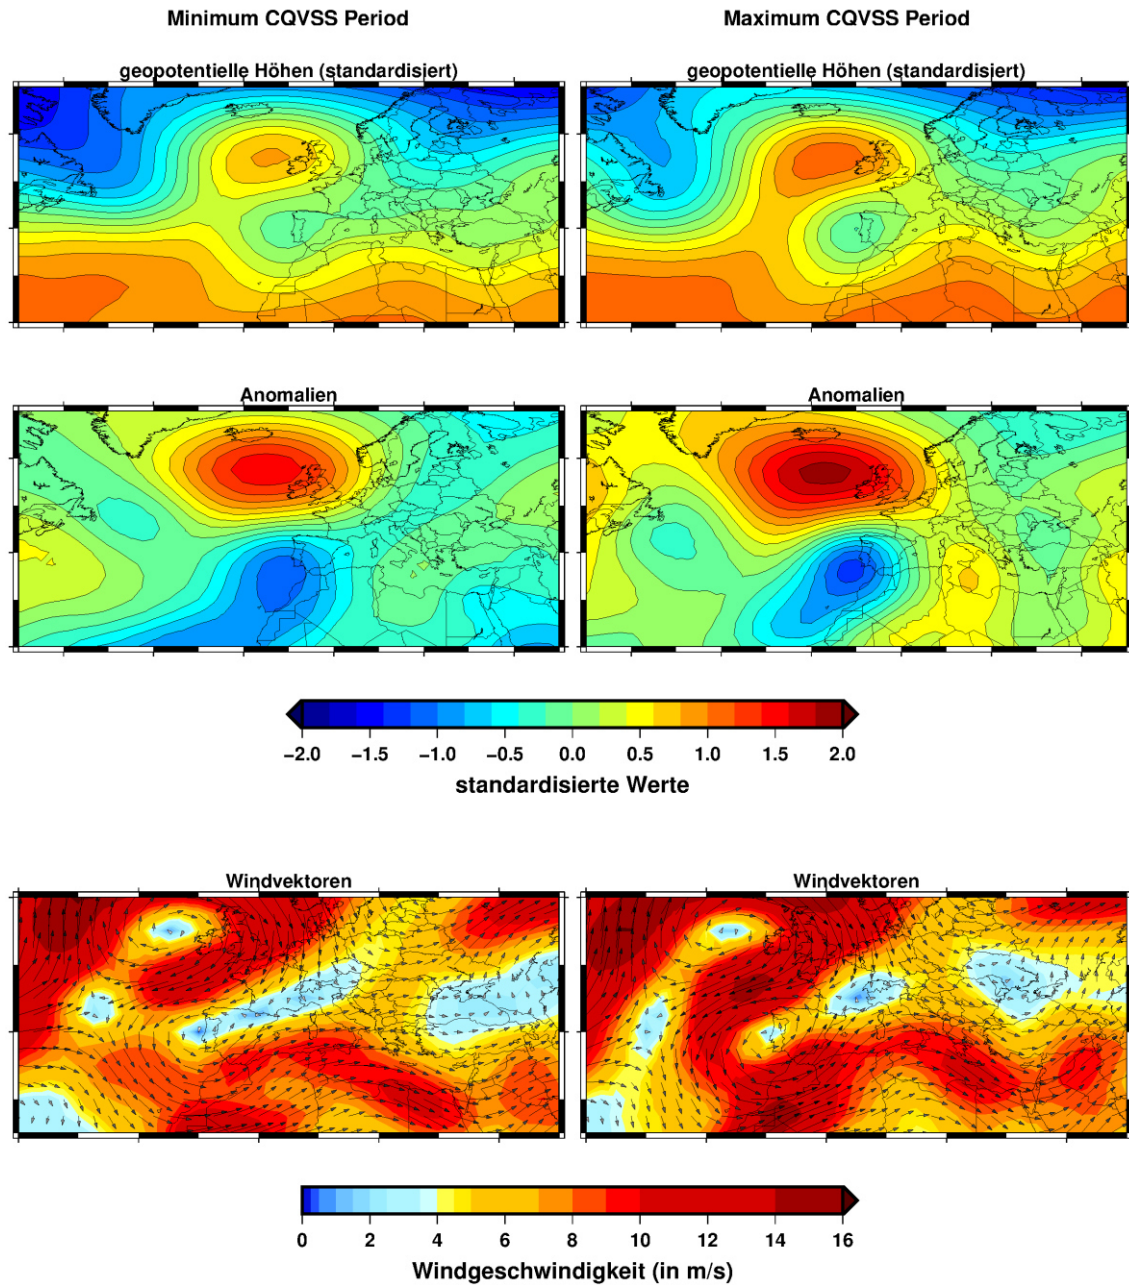 Minimum CQVSS Period
Maximum CQVSS Period
geopotentielle Höhen (standardisiert)
geopotentielle Höhen (standardisiert)
Anomalien
Anomalien
−2.0 −1.5 −1.0 −0.5 0.0 0.5 1.0 1.5 2.0
standardisierte Werte
Windvektoren
Windvektoren
0 2 4 6 8 10 12 14 16
Windgeschwindigkeit (in m/s)